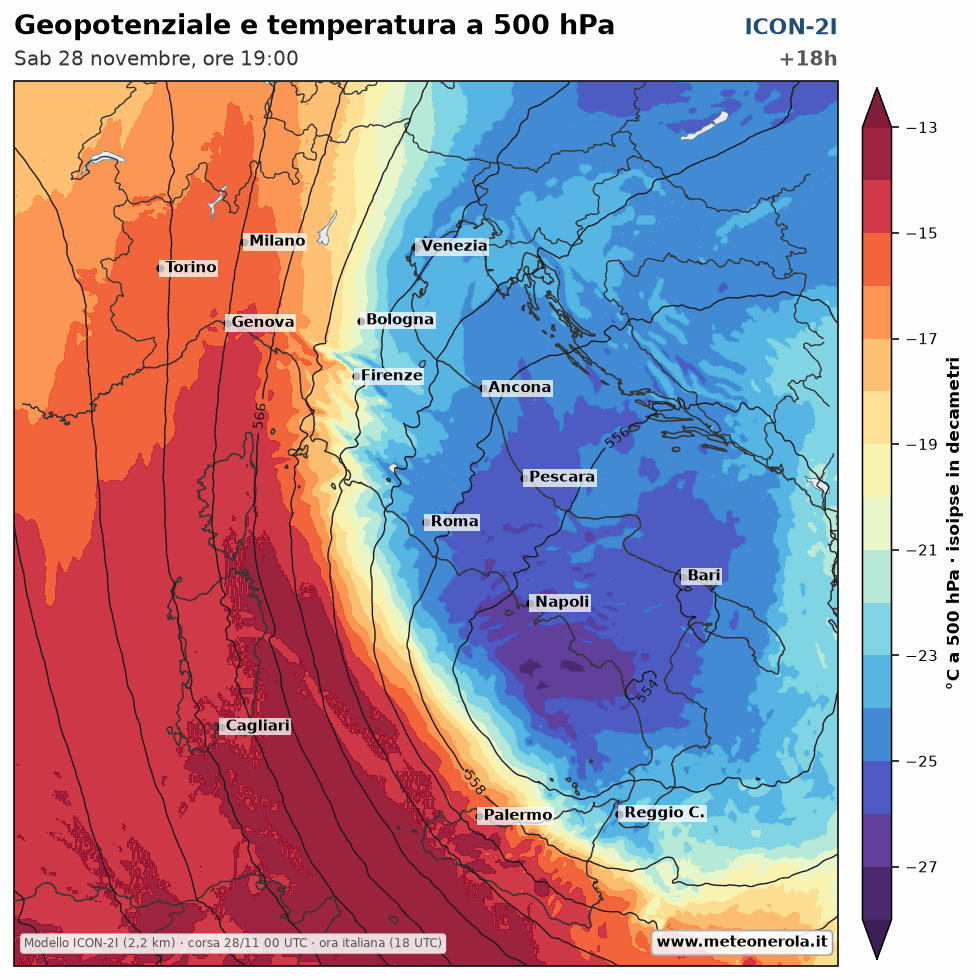 Geopotenziale e temperatura a 500 hPa
ICON-2I
Sab 28 novembre, ore 19:00
+18h
Milano
Venezia
Torino
Genova
Bologna
Firenze
Ancona
566
556
Pescara
Roma
Bari
Napoli
554
Cagliari
558
Palermo
Reggio C.
−13
−15
−17
−19
−21
−23
−25
−27
°C a 500 hPa · isoipse in decametri
Modello ICON-2I (2,2 km) · corsa 28/11 00 UTC · ora italiana (18 UTC)
www.meteonerola.it